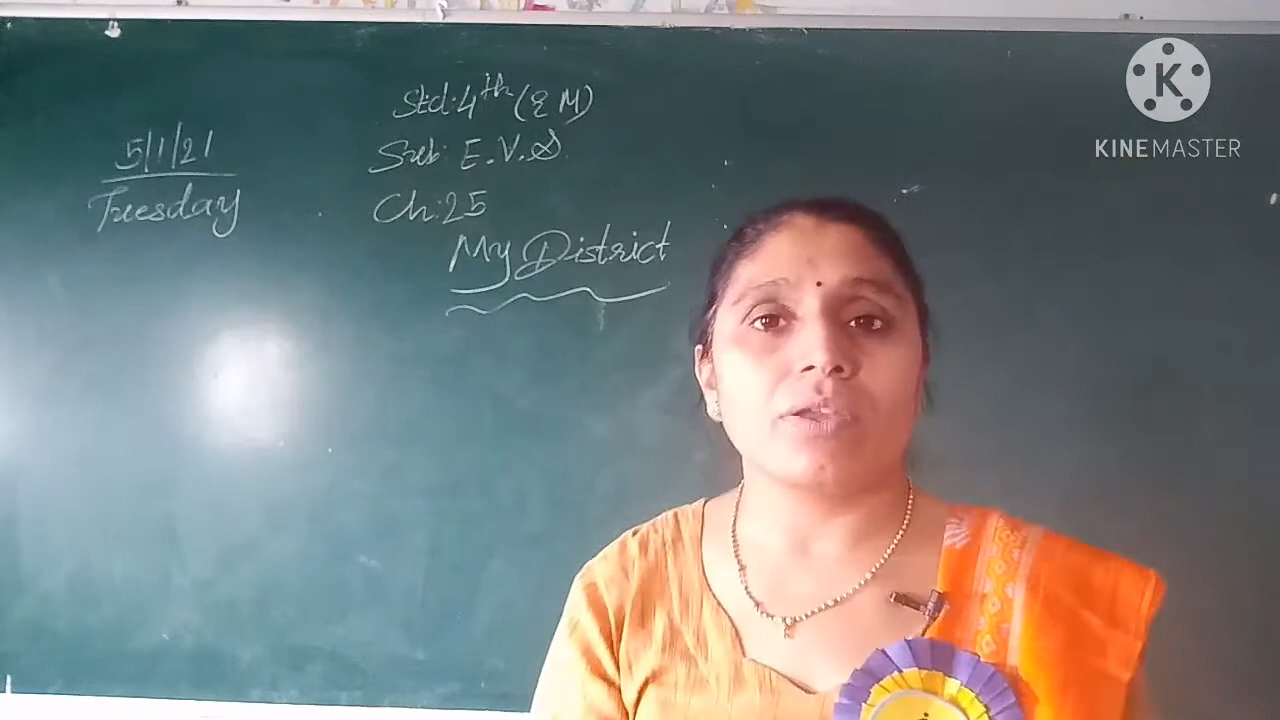 5/1/21
Tuesday
Std: 4th (E M)
Sub: E.V.S.
Ch: 25
My District
K
KINEMASTER